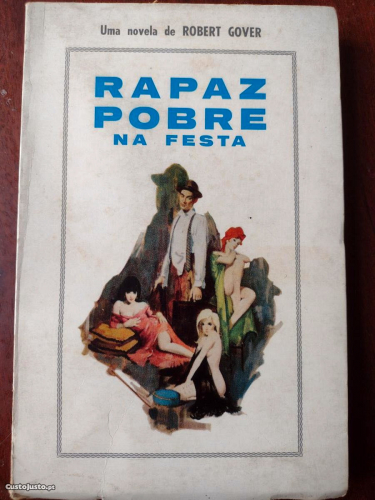 Uma novela de ROBERT GOVER
RAPAZ
POBRE
NA FESTA
CustoJusto.pt